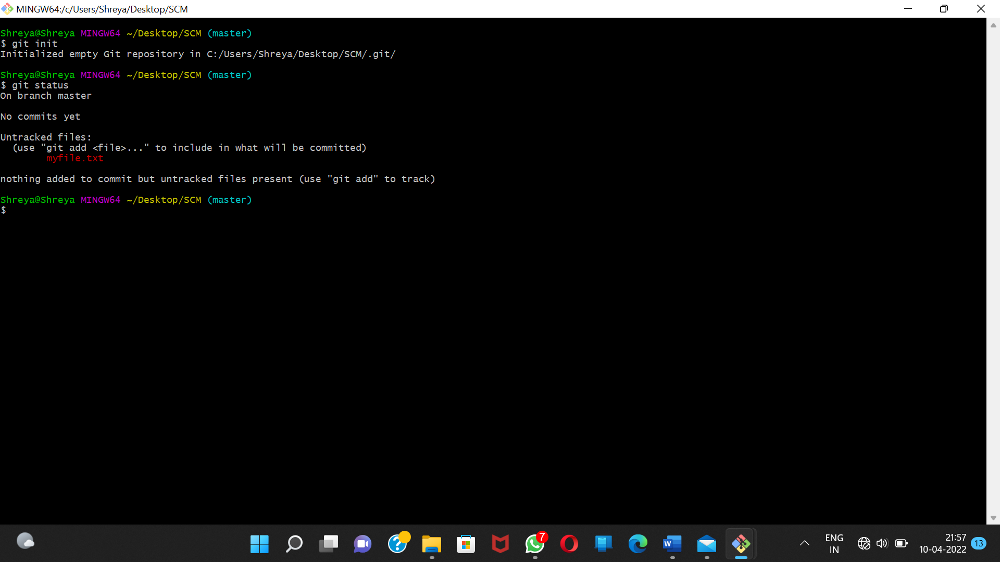 MINGW64:/c/Users/Shreya/Desktop/SCM
Shreya@Shreya MINGW64 ~/Desktop/SCM (master)
$ git init
Initialized empty Git repository in C:/Users/Shreya/Desktop/SCM/.git/
Shreya@Shreya MINGW64 ~/Desktop/SCM (master)
$ git status
On branch master
No commits yet
Untracked files:
  (use "git add <file>..." to include in what will be committed)
        myfile.txt
nothing added to commit but untracked files present (use "git add" to track)
Shreya@Shreya MINGW64 ~/Desktop/SCM (master)
$
7
W
ENG
IN
21:57
10-04-2022
13